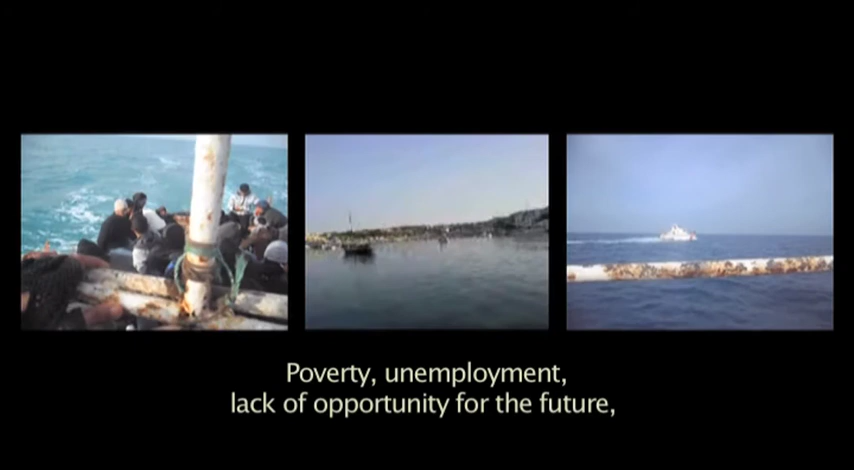 Poverty, unemployment,
lack of opportunity for the future,